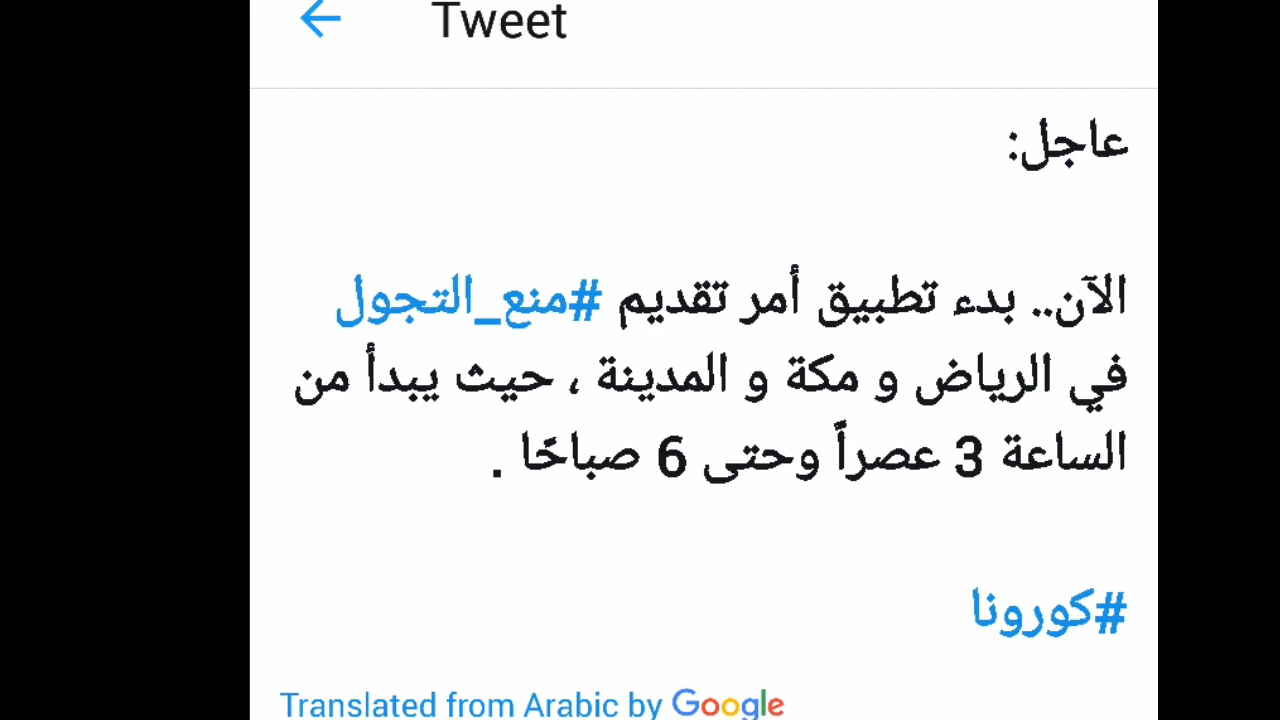 Tweet
عاجل:
الآن.. بدء تطبيق أمر تقديم #منع_التجول
في الرياض و مكة و المدينة ، حيث يبدأ من
الساعة 3 عصراً وحتى 6 صباحًا .
#كورونا
Translated from Arabic by Google